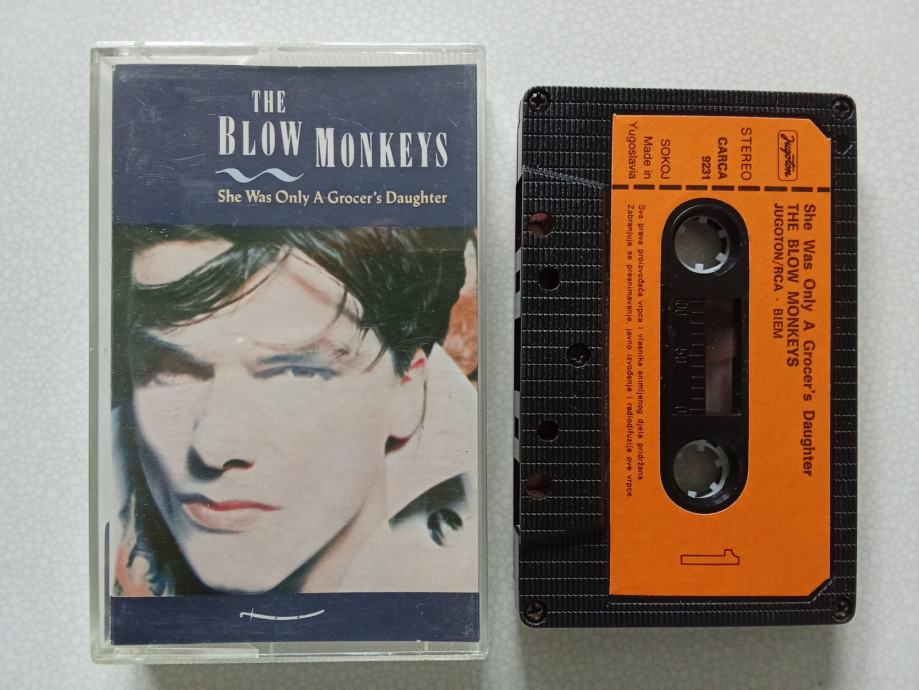 THE
BLOW MONKEYS
She Was Only A Grocer's Daughter
Jugoton
STEREO
CARCA
9231
SOKOJ
Made in
Yugoslavia
She Was Only A Grocer's Daughter
THE BLOW MONKEYS
JUGOTON/RCA - BIEM
Sva prava proizvođača vrpce i vlasnika snimljenog djela pridržana.
Zabranjuje se presnimavanje, javno izvođenje i radiodifuzija ove vrpce.
1